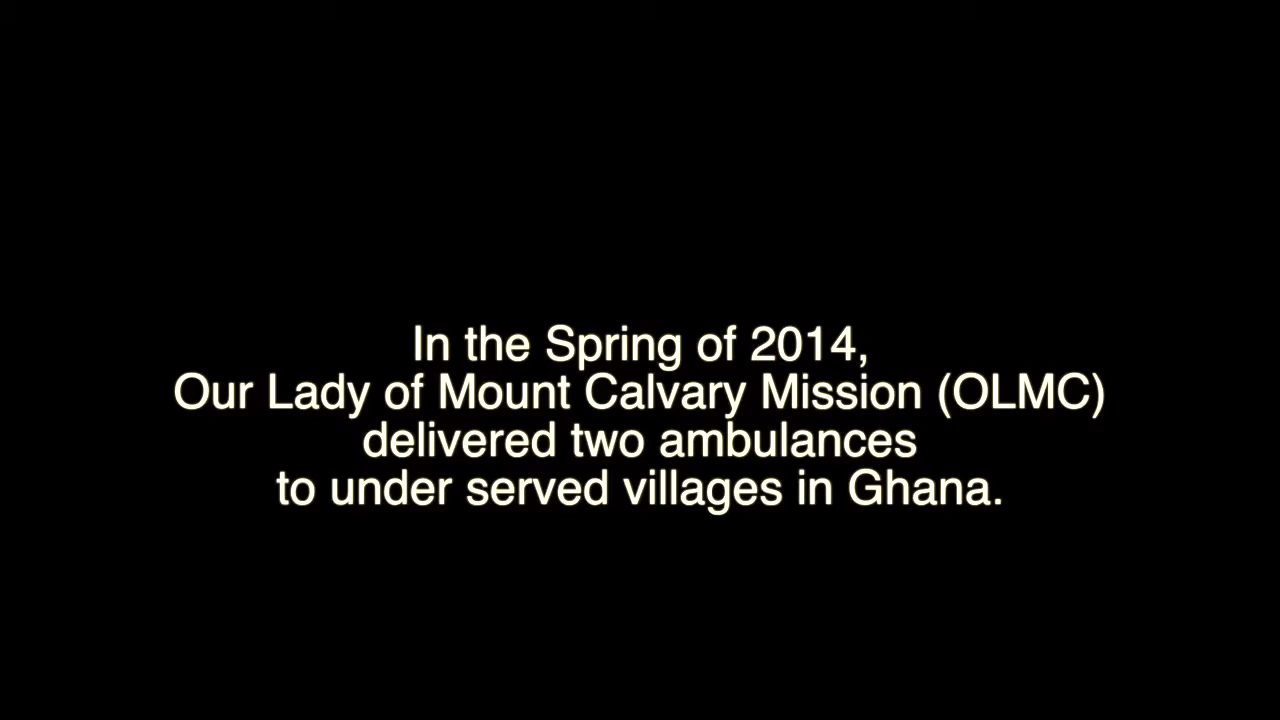 In the Spring of 2014,
Our Lady of Mount Calvary Mission (OLMC)
delivered two ambulances
to under served villages in Ghana.